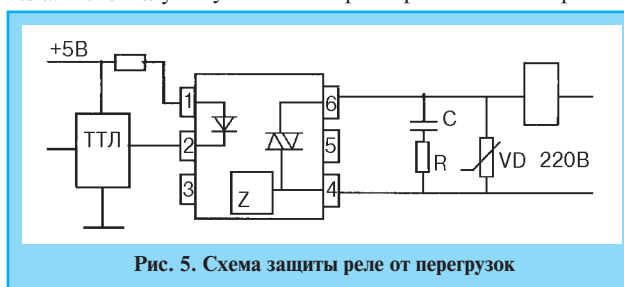 +5В
1
6
ТТЛ
2
5
C
R
VD 220В
3
Z
4
Рис. 5. Схема защиты реле от перегрузок